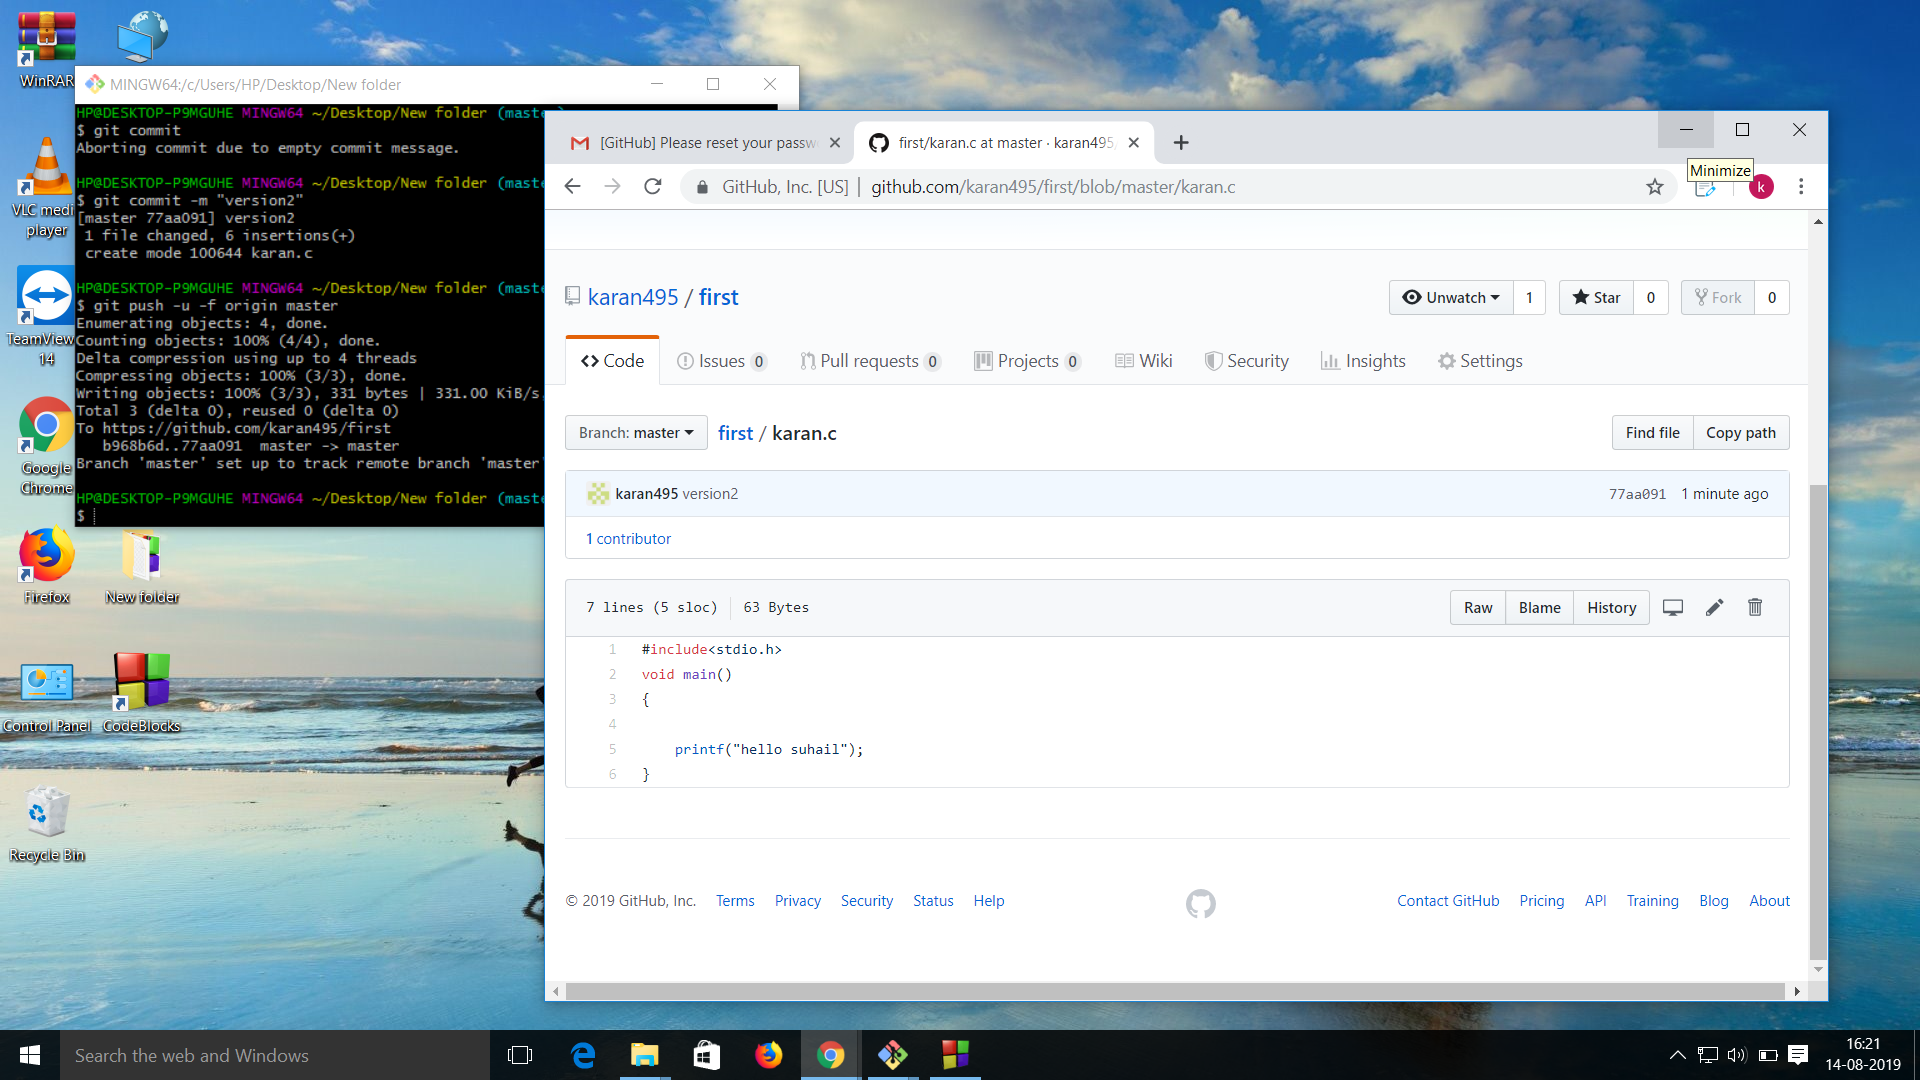 WinRAR
VLC medi
player
TeamView
14
Google
Chrome
Firefox
New folder
Control Panel
CodeBlocks
Recycle Bin
MINGW64:/c/Users/HP/Desktop/New folder
HP@DESKTOP-P9MGUHE MINGW64 ~/Desktop/New folder (master)
$ git commit
Aborting commit due to empty commit message.
HP@DESKTOP-P9MGUHE MINGW64 ~/Desktop/New folder (maste
$ git commit -m "version2"
[master 77aa091] version2
1 file changed, 6 insertions(+)
create mode 100644 karan.c
HP@DESKTOP-P9MGUHE MINGW64 ~/Desktop/New folder (maste
$ git push -u -f origin master
Enumerating objects: 4, done.
Counting objects: 100% (4/4), done.
Delta compression using up to 4 threads
Compressing objects: 100% (3/3), done.
Writing objects: 100% (3/3), 331 bytes | 331.00 KiB/s,
Total 3 (delta 0), reused 0 (delta 0)
To https://github.com/karan495/first
b968b6d..77aa091 master -> master
Branch 'master' set up to track remote branch 'master'
HP@DESKTOP-P9MGUHE MINGW64 ~/Desktop/New folder (maste
$
[GitHub] Please reset your passw
first/karan.c at master · karan495/
Minimize
GitHub, Inc. [US] | github.com/karan495/first/blob/master/karan.c
k
karan495 / first
Unwatch 1
Star 0
Fork 0
Code
Issues 0
Pull requests 0
Projects 0
Wiki
Security
Insights
Settings
Branch: master
first / karan.c
Find file
Copy path
karan495 version2
77aa091 1 minute ago
1 contributor
7 lines (5 sloc) | 63 Bytes
Raw
Blame
History
1 #include<stdio.h>
2 void main()
3 {
4
5 printf("hello suhail");
6 }
© 2019 GitHub, Inc. Terms Privacy Security Status Help
Contact GitHub Pricing API Training Blog About
Search the web and Windows
16:21
14-08-2019